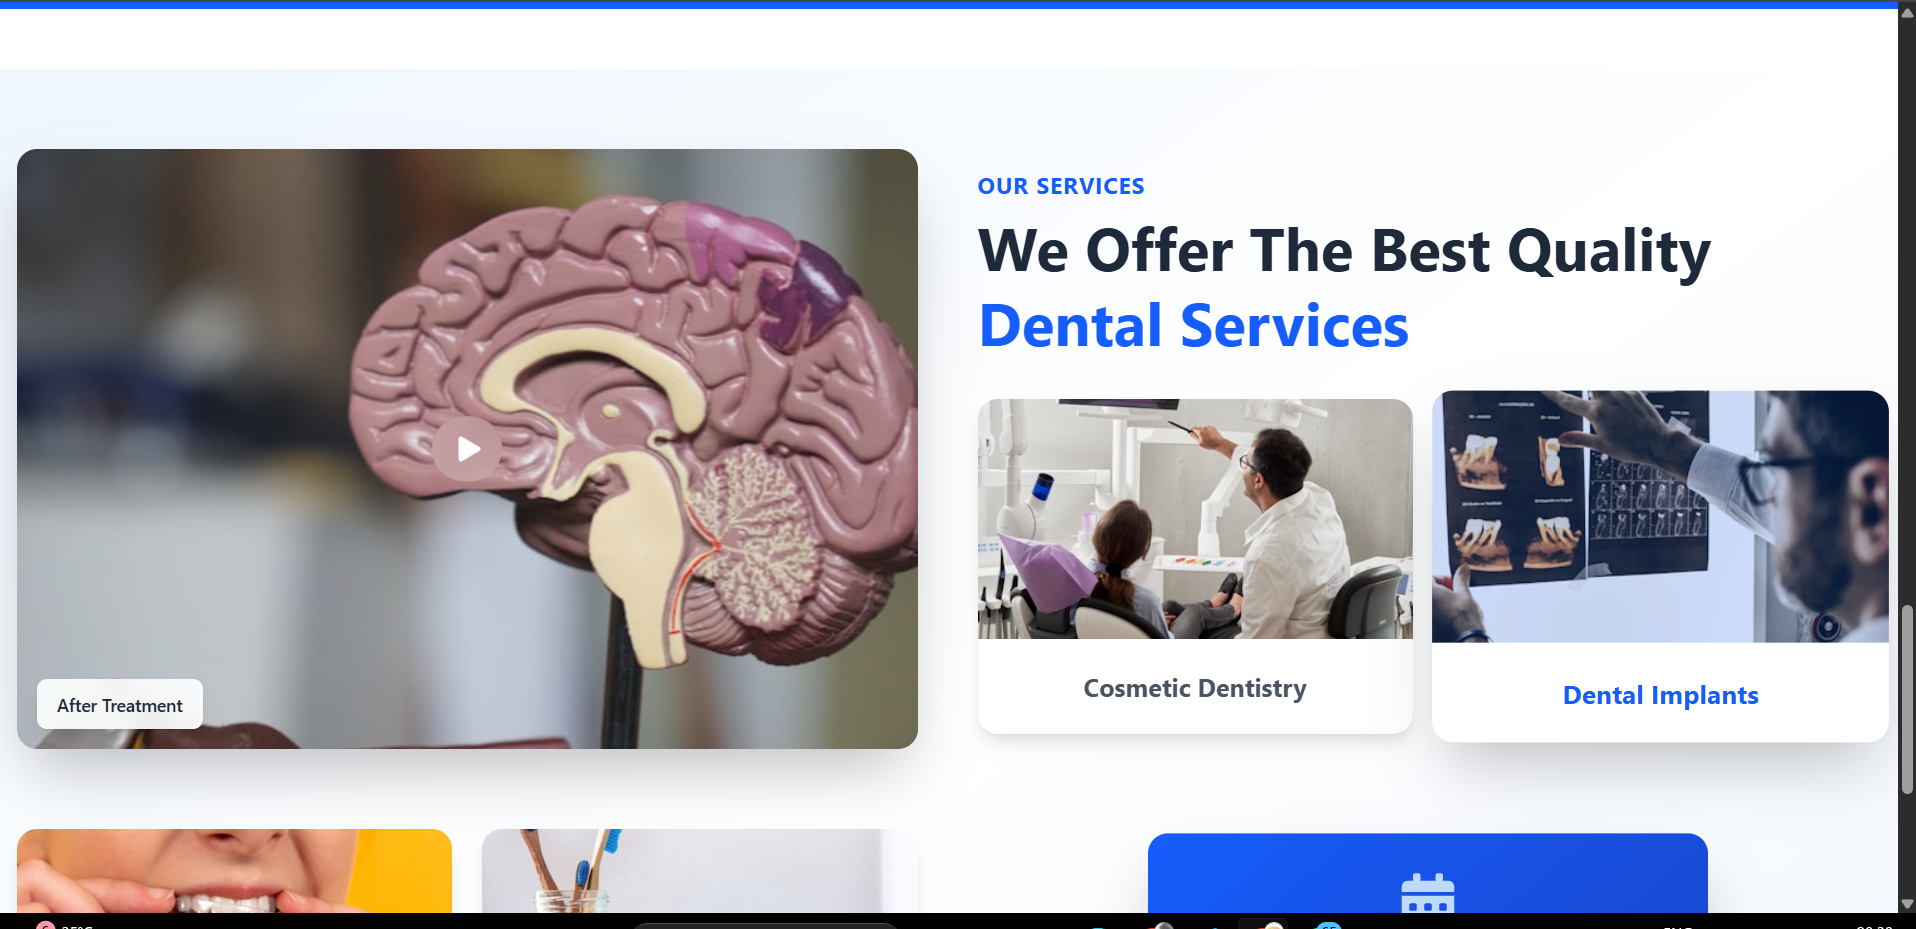 OUR SERVICES
We Offer The Best Quality
Dental Services
After Treatment
Cosmetic Dentistry
Dental Implants